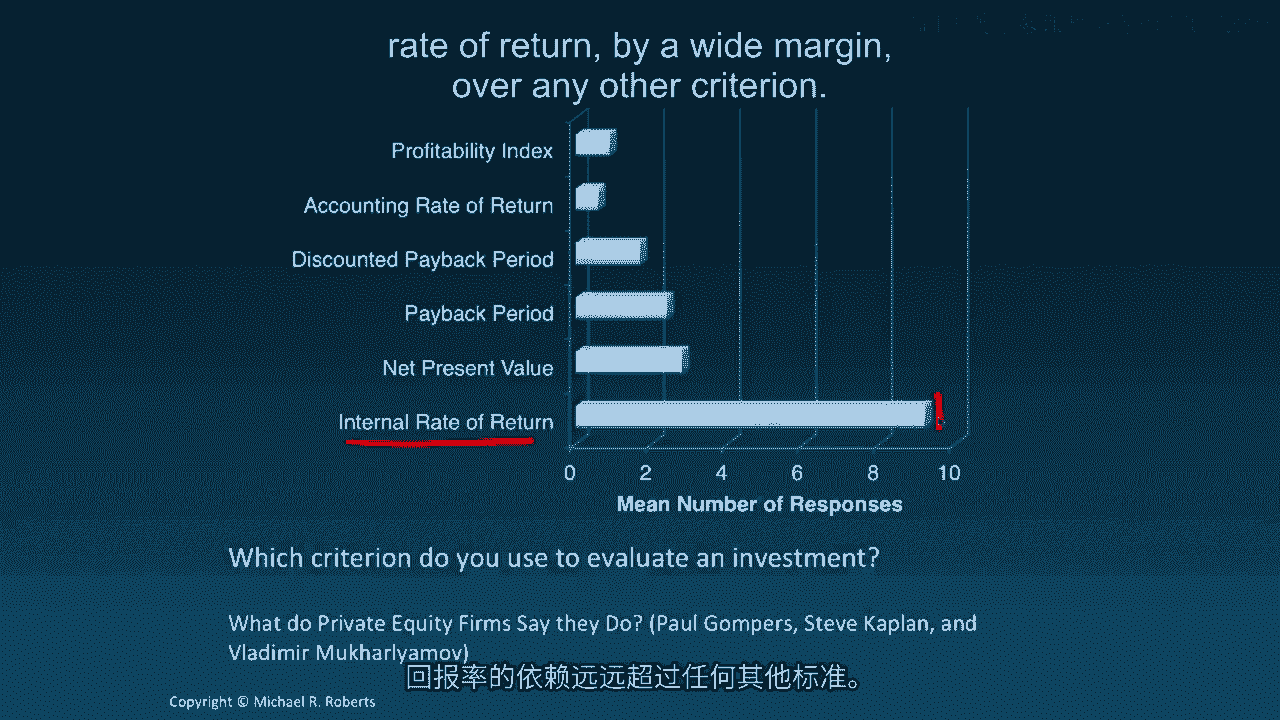 rate of return, by a wide margin,
over any other criterion.
Profitability Index
Accounting Rate of Return
Discounted Payback Period
Payback Period
Net Present Value
Internal Rate of Return
0 2 4 6 8 10
Mean Number of Responses
Which criterion do you use to evaluate an investment?
What do Private Equity Firms Say they Do? (Paul Gompers, Steve Kaplan, and
Vladimir Mukharlyamov)
回报率的依赖远远超过任何其他标准。
Copyright © Michael R. Roberts